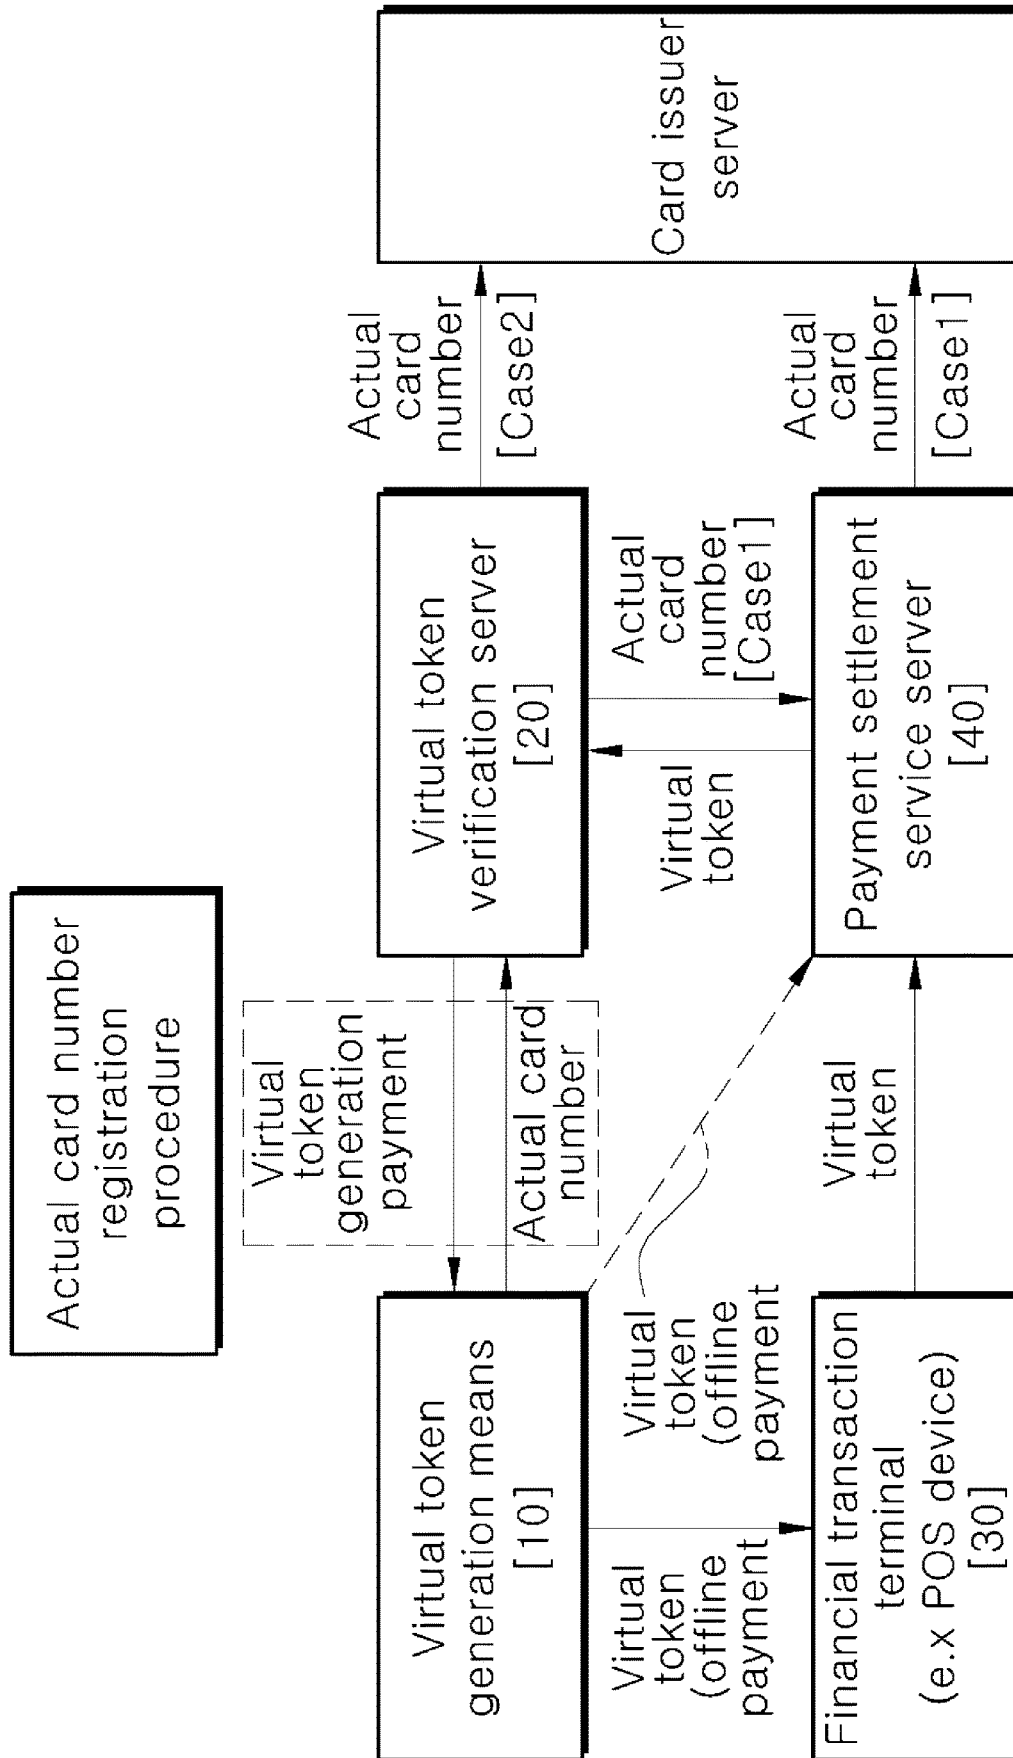 Actual card number
registration
procedure
Virtual token
generation means
[10]
Virtual
token
generation
payment
Actual card
number
Virtual token
verification server
[20]
Actual
card
number
[Case2]
Card issuer
server
Virtual
token
(offline
payment
Virtual
token
(offline
payment
Virtual
token
Actual
card
number
[Case1]
Financial transaction
terminal
(e.x POS device)
[30]
Virtual
token
Payment settlement
service server
[40]
Actual
card
number
[Case1]